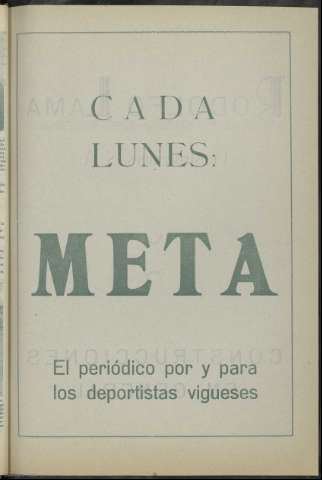 CADA
LUNES:
META
El periódico por y para
los deportistas vigueses